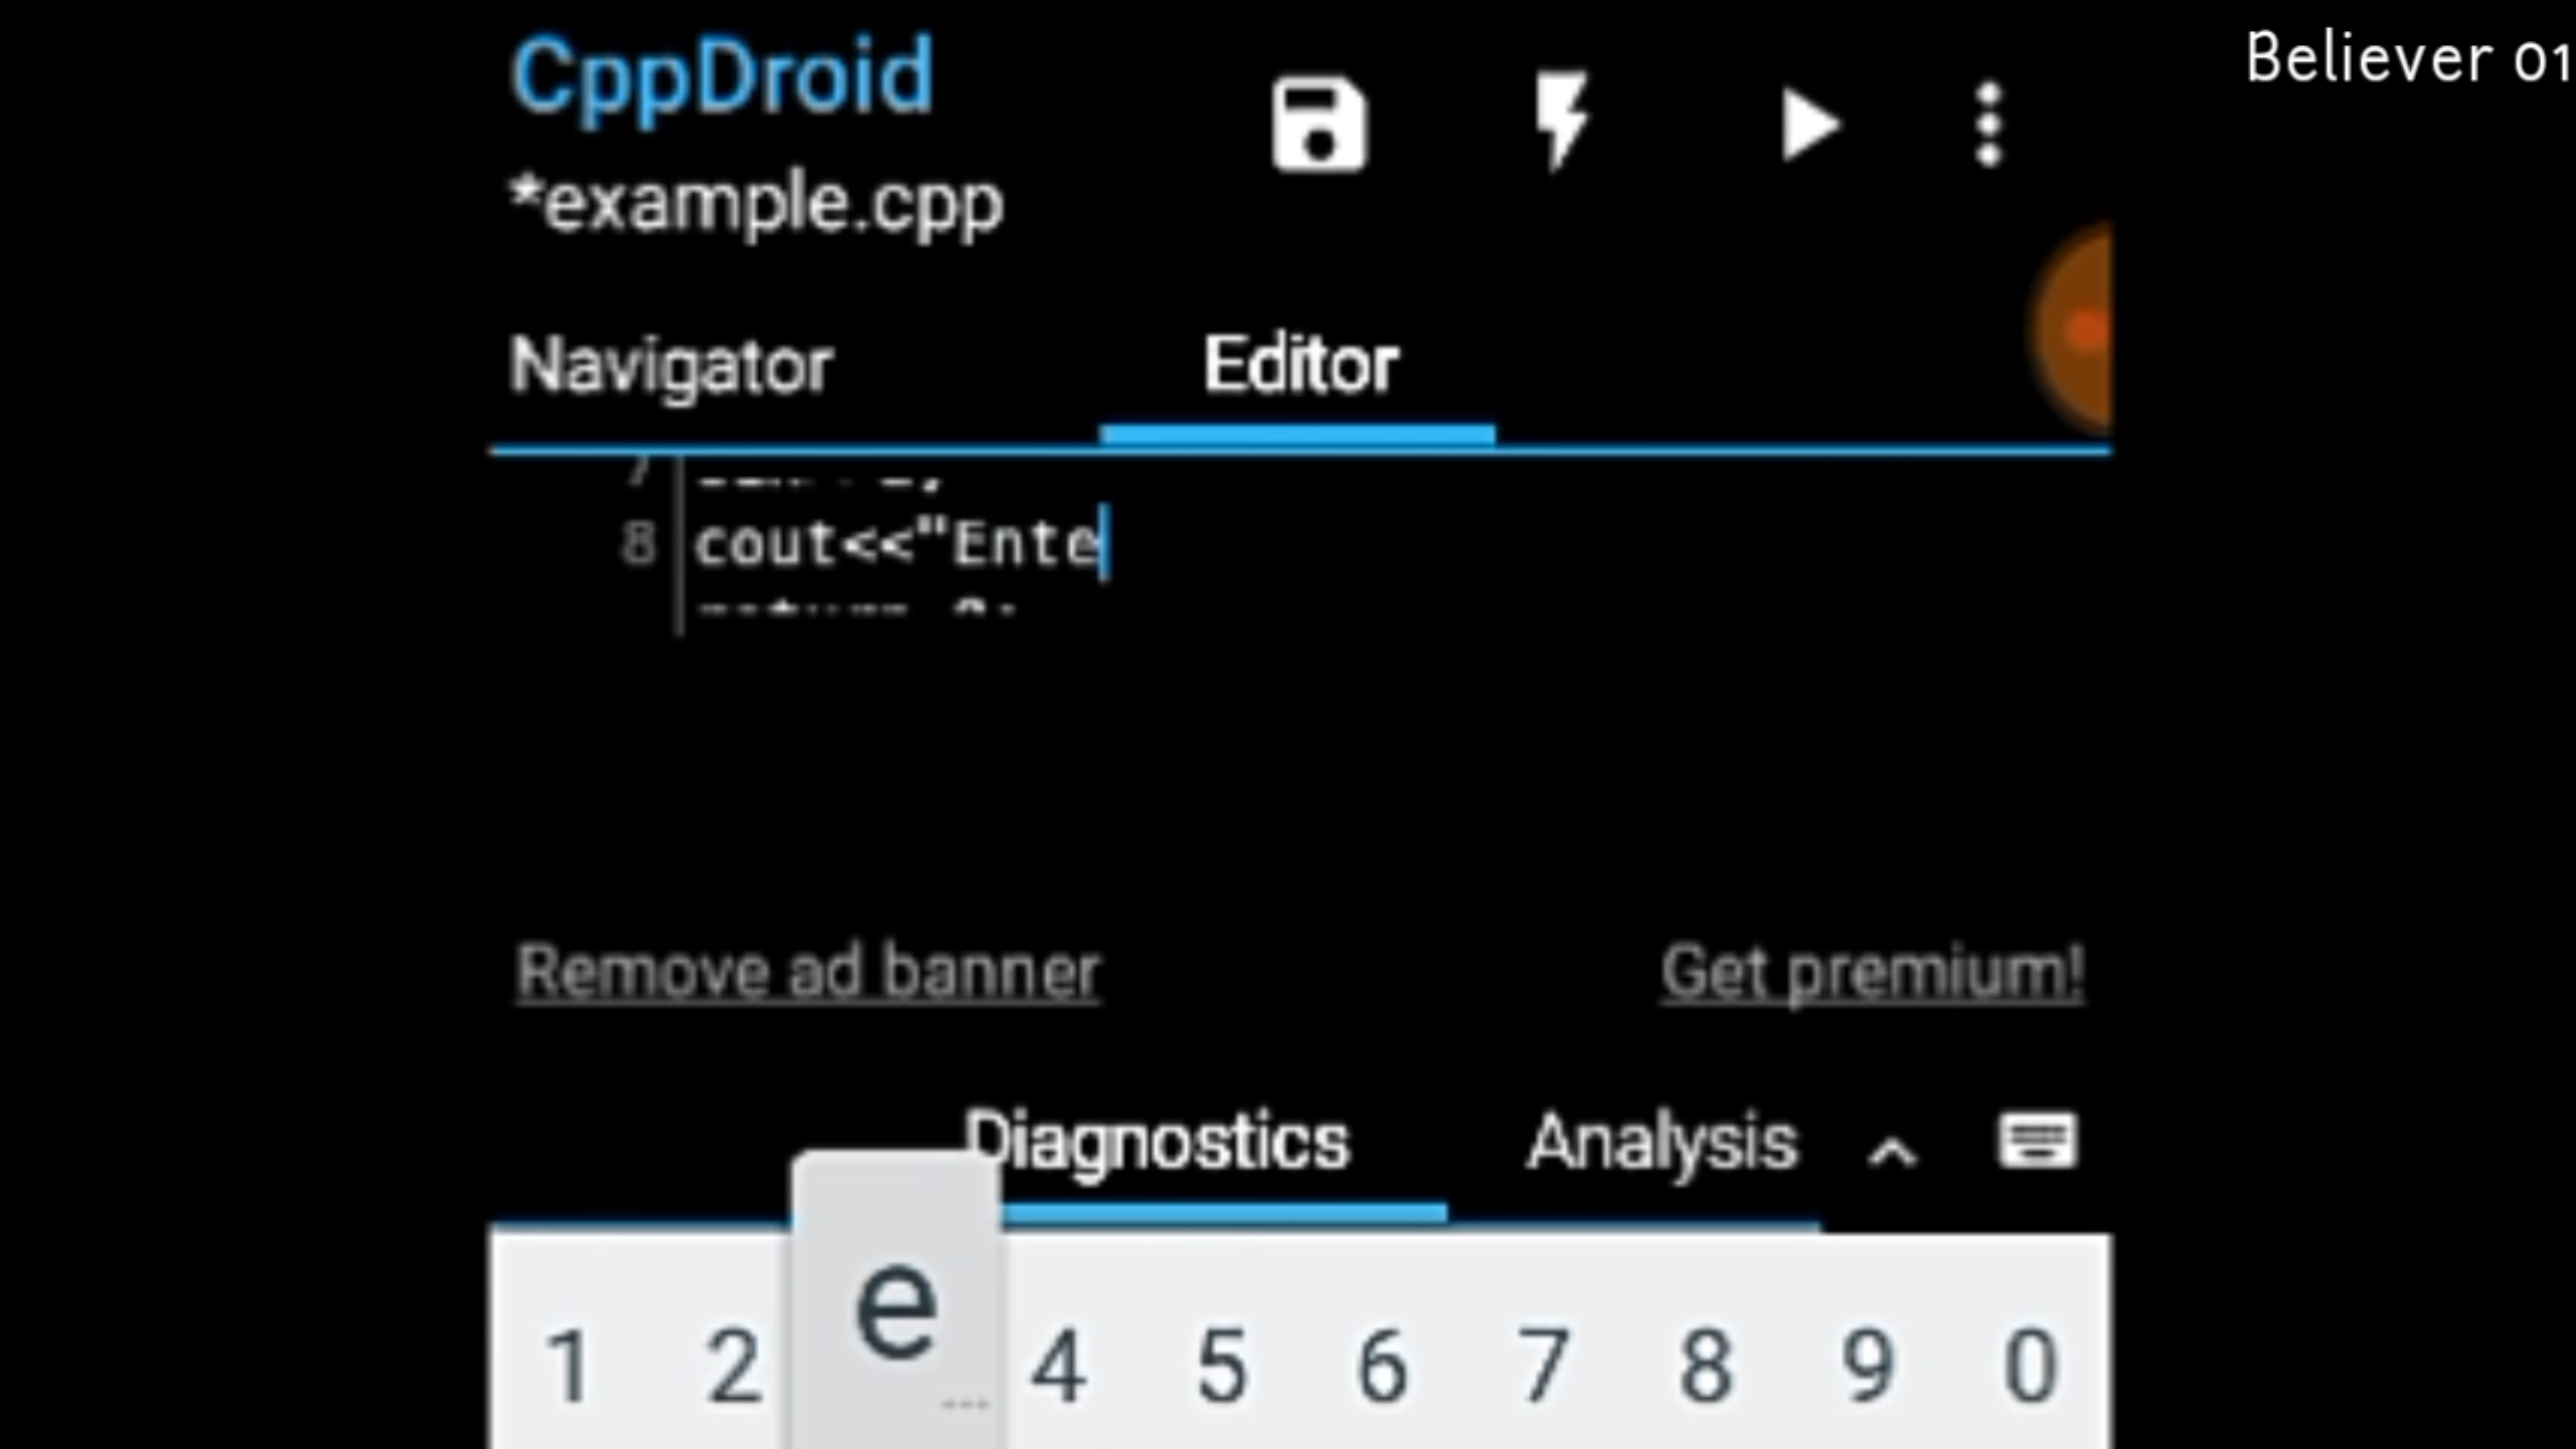 CppDroid
Believer 01
*example.cpp
Navigator Editor
7
8 cout<<"Ente
Remove ad banner Get premium!
Diagnostics Analysis
e
1 2 4 5 6 7 8 9 0